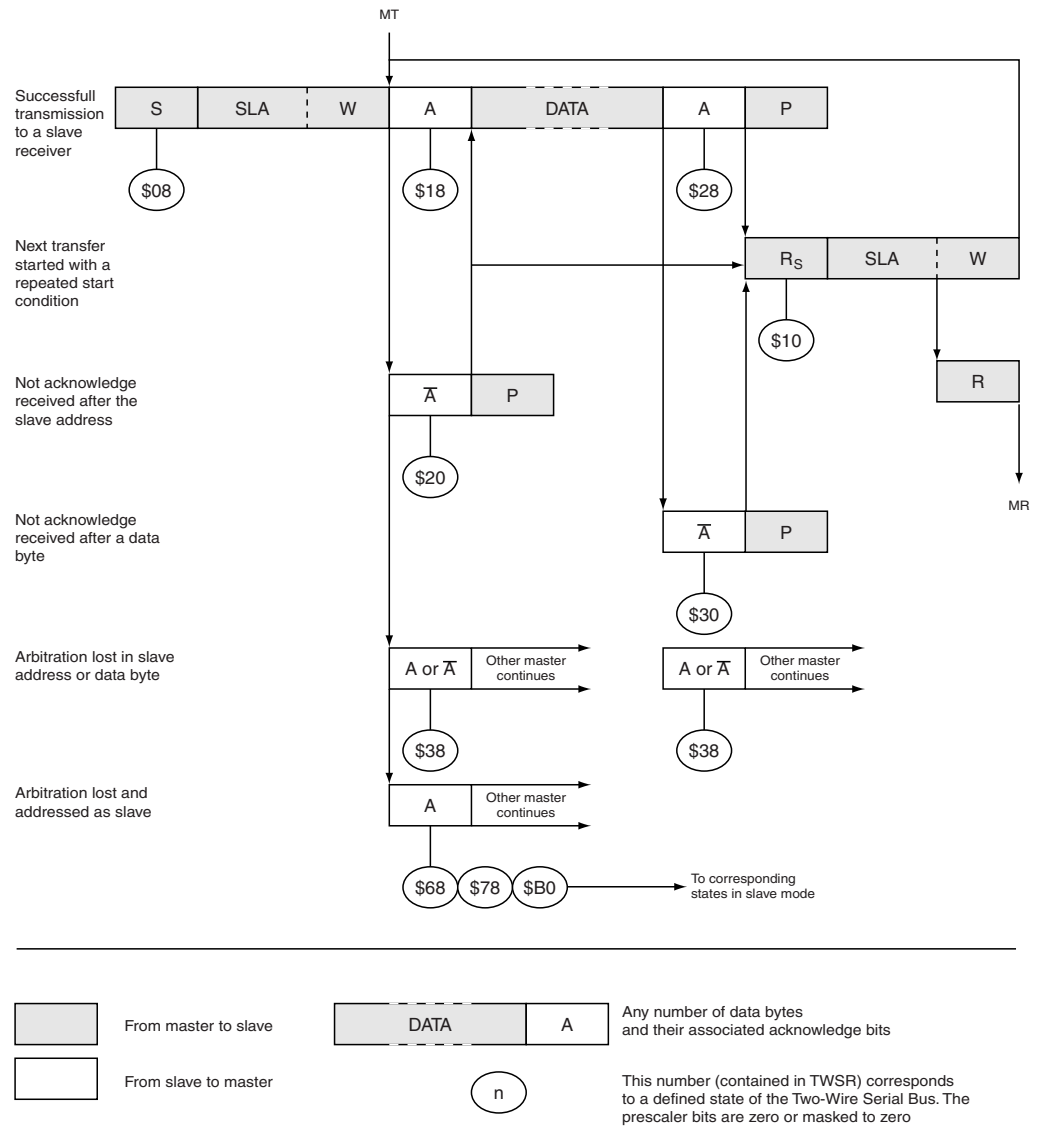 MT
Successfull
transmission
to a slave
receiver
S SLA W A DATA A P
$08 $18 $28
Next transfer
started with a
repeated start
condition
RS SLA W
$10
Not acknowledge
received after the
slave address
A̅ P
R
$20
MR
Not acknowledge
received after a data
byte
A̅ P
$30
Arbitration lost in slave
address or data byte
A or A̅ Other master
continues
A or A̅ Other master
continues
$38 $38
Arbitration lost and
addressed as slave
A Other master
continues
$68 $78 $B0 To corresponding
states in slave mode
From master to slave
DATA A
Any number of data bytes
and their associated acknowledge bits
From slave to master
n
This number (contained in TWSR) corresponds
to a defined state of the Two-Wire Serial Bus. The
prescaler bits are zero or masked to zero